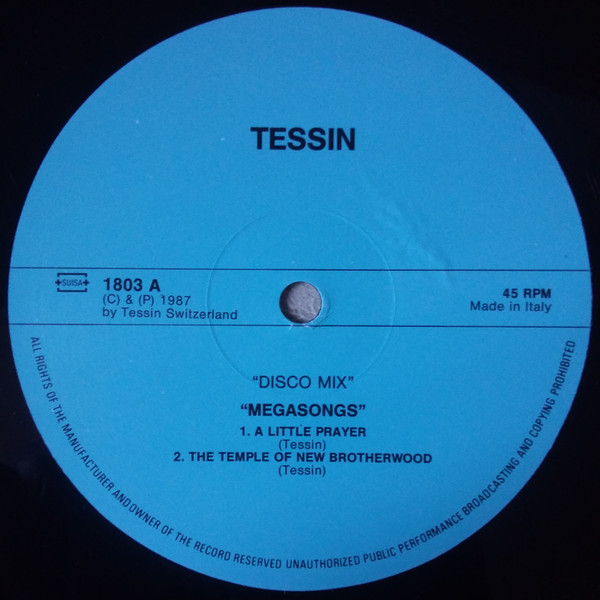 TESSIN
+SUISA+
1803 A
(C) & (P) 1987
by Tessin Switzerland
45 RPM
Made in Italy
"DISCO MIX"
"MEGASONGS"
1. A LITTLE PRAYER
(Tessin)
2. THE TEMPLE OF NEW BROTHERWOOD
(Tessin)
ALL RIGHTS OF THE MANUFACTURER AND OWNER OF THE RECORD RESERVED UNAUTHORIZED PUBLIC PERFORMANCE BROADCASTING AND COPYING PROHIBITED